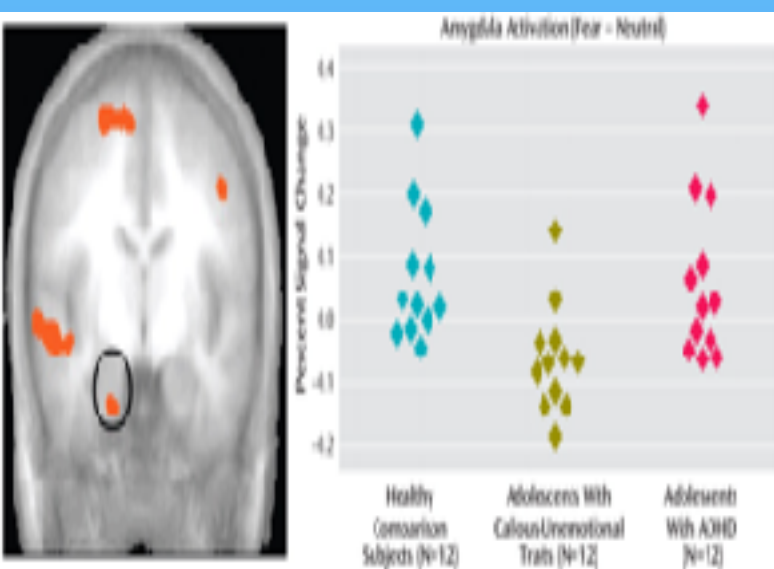 Amygdala Activation (Fear – Neutral)
Percent Signal Change
0.4
0.3
0.2
0.1
0.0
-0.1
-0.2
Healthy
Comparison
Subjects (N=12)
Adolescents With
Callous-Unemotional
Traits (N=12)
Adolescents
With ADHD
(N=12)